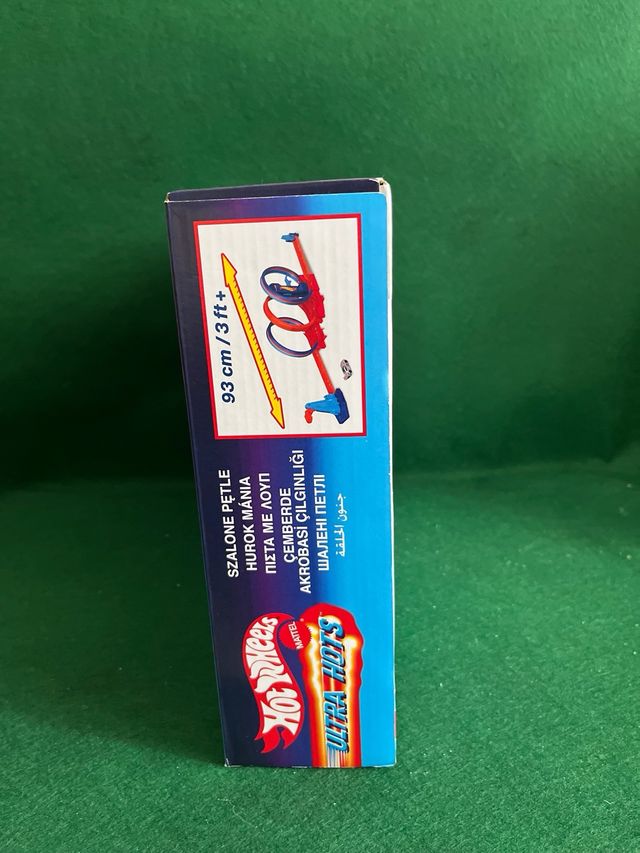 93 cm / 3 ft +
SZALONE PĘTLE
HUROK MÁNIA
ΠΙΣΤΑ ΜΕ ΛΟΥΠ
ÇEMBERDE
AKROBASİ ÇILGINLIĞI
ШАЛЕНІ ПЕТЛІ
جنون الحلقة
Hot Wheels
MATTEL
ULTRA HOTS